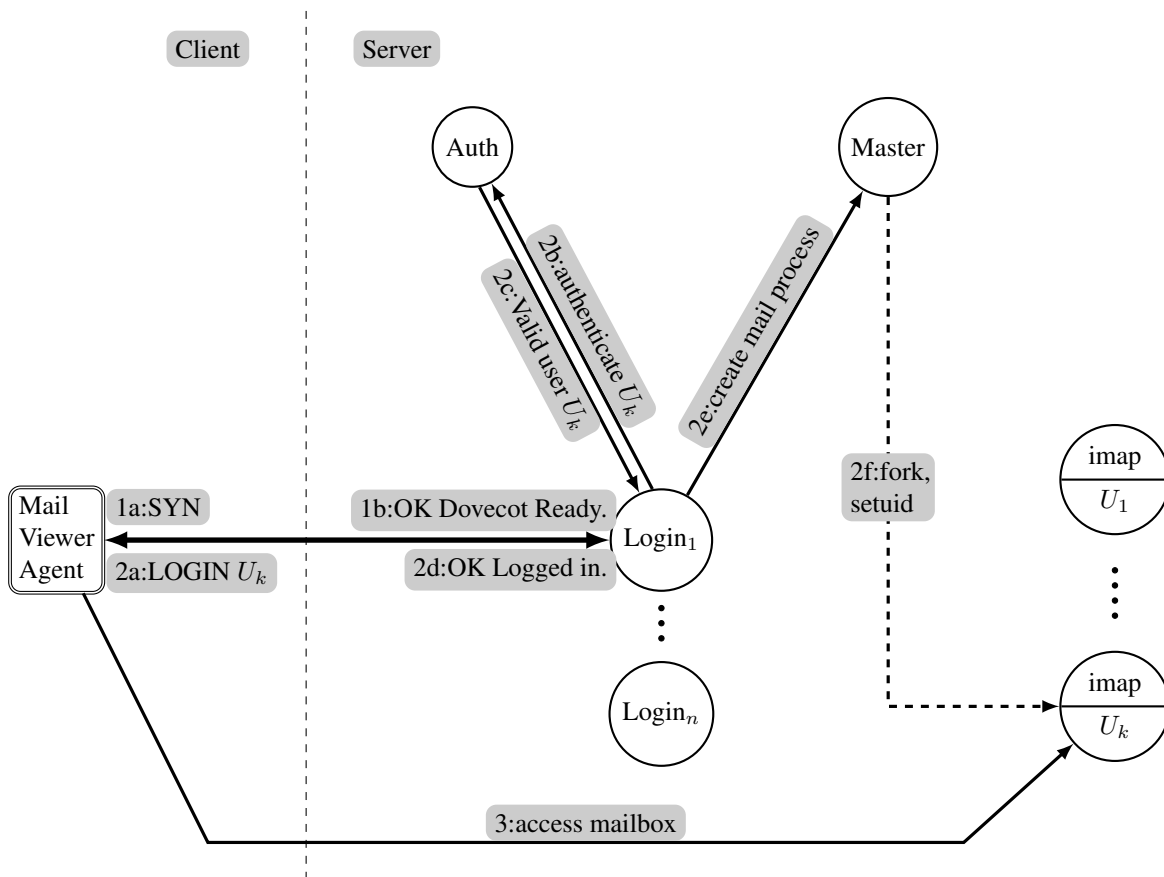 Client
Server
Auth
Master
2b:authenticate U_k
2c:Valid user U_k
2e:create mail process
2f:fork,
setuid
imap
U_1
Mail
Viewer
Agent
1a:SYN
1b:OK Dovecot Ready.
Login_1
2a:LOGIN U_k
2d:OK Logged in.
Login_n
imap
U_k
3:access mailbox